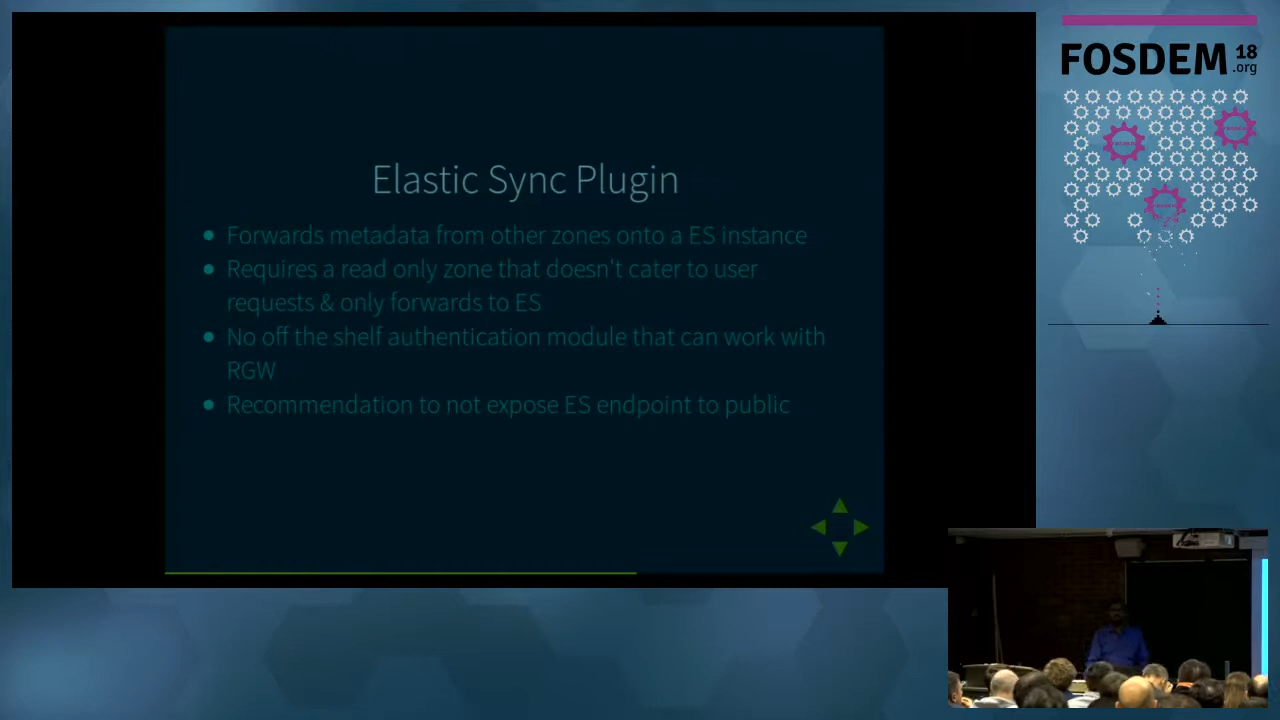 Elastic Sync Plugin
Forwards metadata from other zones onto a ES instance
Requires a read only zone that doesn't cater to user
requests & only forwards to ES
No off the shelf authentication module that can work with
RGW
Recommendation to not expose ES endpoint to public
FOSDEM 18
.org